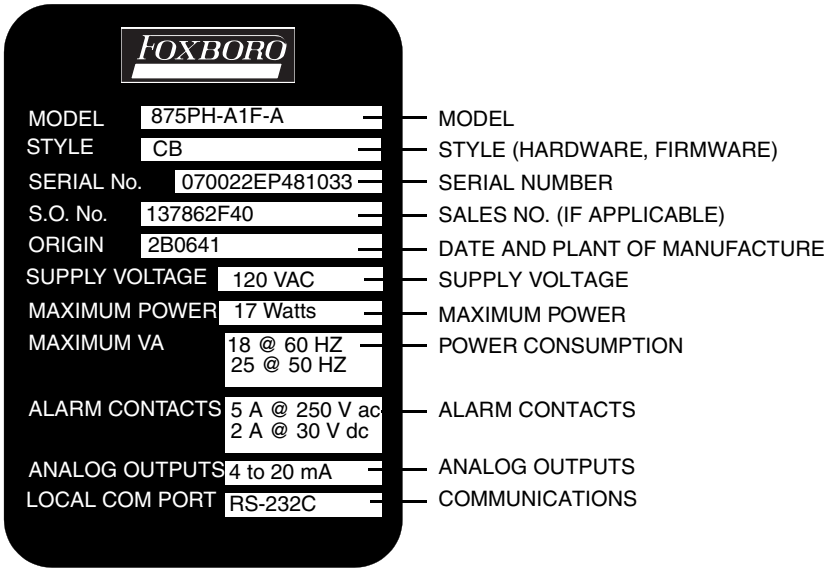 FOXBORO
MODEL 875PH-A1F-A MODEL
STYLE CB STYLE (HARDWARE, FIRMWARE)
SERIAL No. 070022EP481033 SERIAL NUMBER
S.O. No. 137862F40 SALES NO. (IF APPLICABLE)
ORIGIN 2B0641 DATE AND PLANT OF MANUFACTURE
SUPPLY VOLTAGE 120 VAC SUPPLY VOLTAGE
MAXIMUM POWER 17 Watts MAXIMUM POWER
MAXIMUM VA 18 @ 60 HZ POWER CONSUMPTION
25 @ 50 HZ
ALARM CONTACTS 5 A @ 250 V ac ALARM CONTACTS
2 A @ 30 V dc
ANALOG OUTPUTS 4 to 20 mA ANALOG OUTPUTS
LOCAL COM PORT RS-232C COMMUNICATIONS